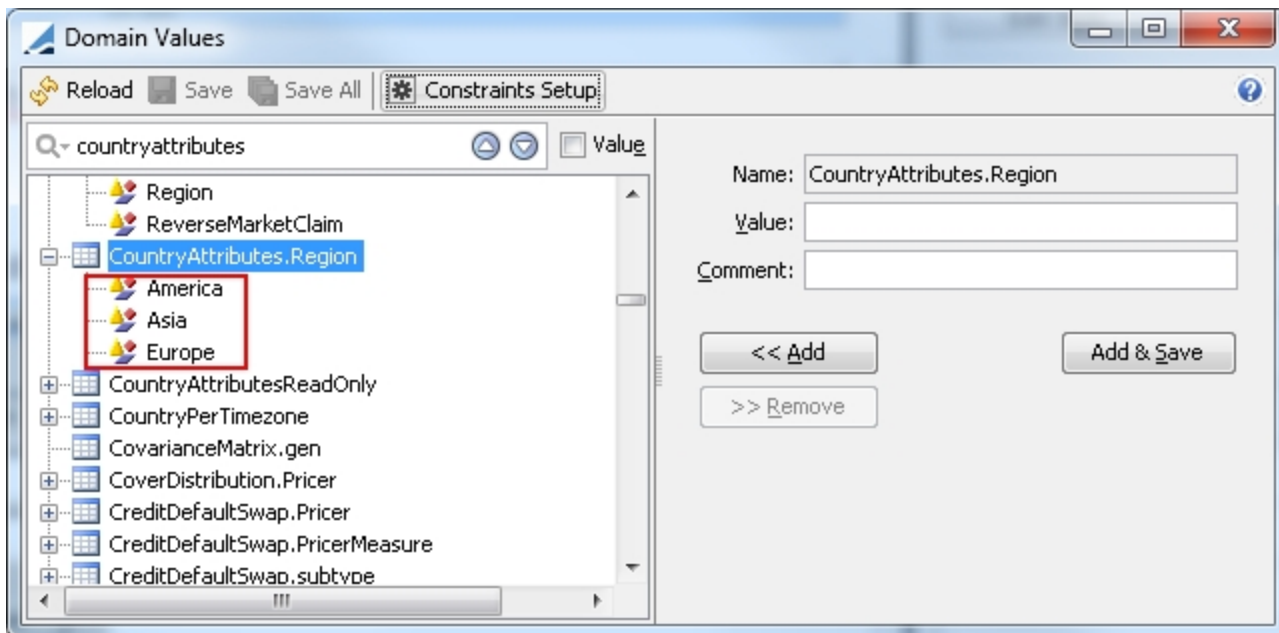 Domain Values
Reload Save Save All Constraints Setup
countryattributes Value
Region
ReverseMarketClaim
CountryAttributes.Region
America
Asia
Europe
CountryAttributesReadOnly
CountryPerTimezone
CovarianceMatrix.gen
CoverDistribution.Pricer
CreditDefaultSwap.Pricer
CreditDefaultSwap.PricerMeasure
CreditDefaultSwap.subtype
Name: CountryAttributes.Region
Value:
Comment:
<< Add Add & Save
>> Remove